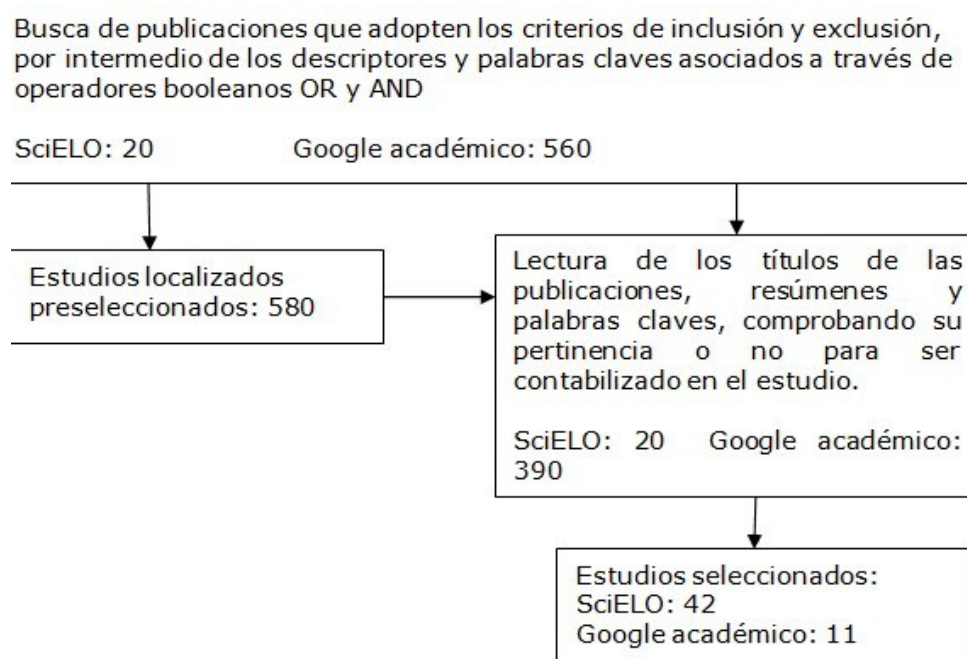 Busca de publicaciones que adopten los criterios de inclusión y exclusión,
por intermedio de los descriptores y palabras claves asociados a través de
operadores booleanos OR y AND
SciELO: 20 Google académico: 560
Estudios localizados
preseleccionados: 580
Lectura de los títulos de las
publicaciones, resúmenes y
palabras claves, comprobando su
pertinencia o no para ser
contabilizado en el estudio.
SciELO: 20 Google académico:
390
Estudios seleccionados:
SciELO: 42
Google académico: 11